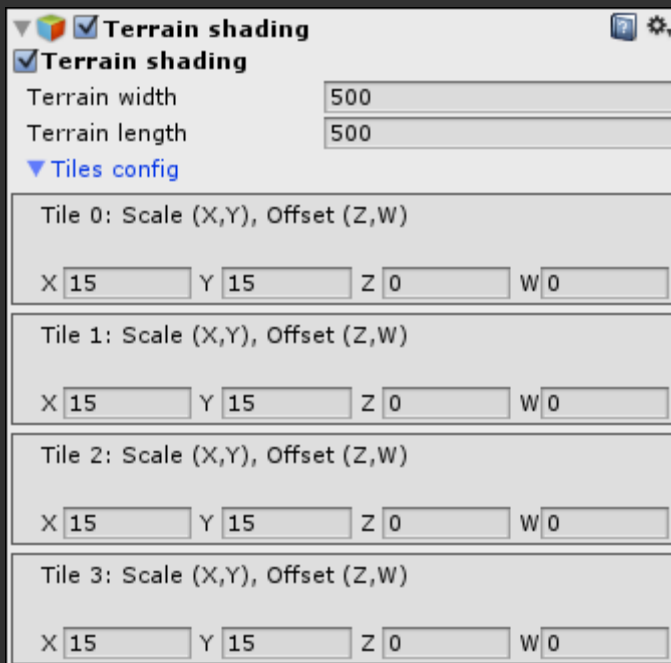 Terrain shading
Terrain shading
Terrain width 500
Terrain length 500
Tiles config
Tile 0: Scale (X,Y), Offset (Z,W)
X 15 Y 15 Z 0 W 0
Tile 1: Scale (X,Y), Offset (Z,W)
X 15 Y 15 Z 0 W 0
Tile 2: Scale (X,Y), Offset (Z,W)
X 15 Y 15 Z 0 W 0
Tile 3: Scale (X,Y), Offset (Z,W)
X 15 Y 15 Z 0 W 0